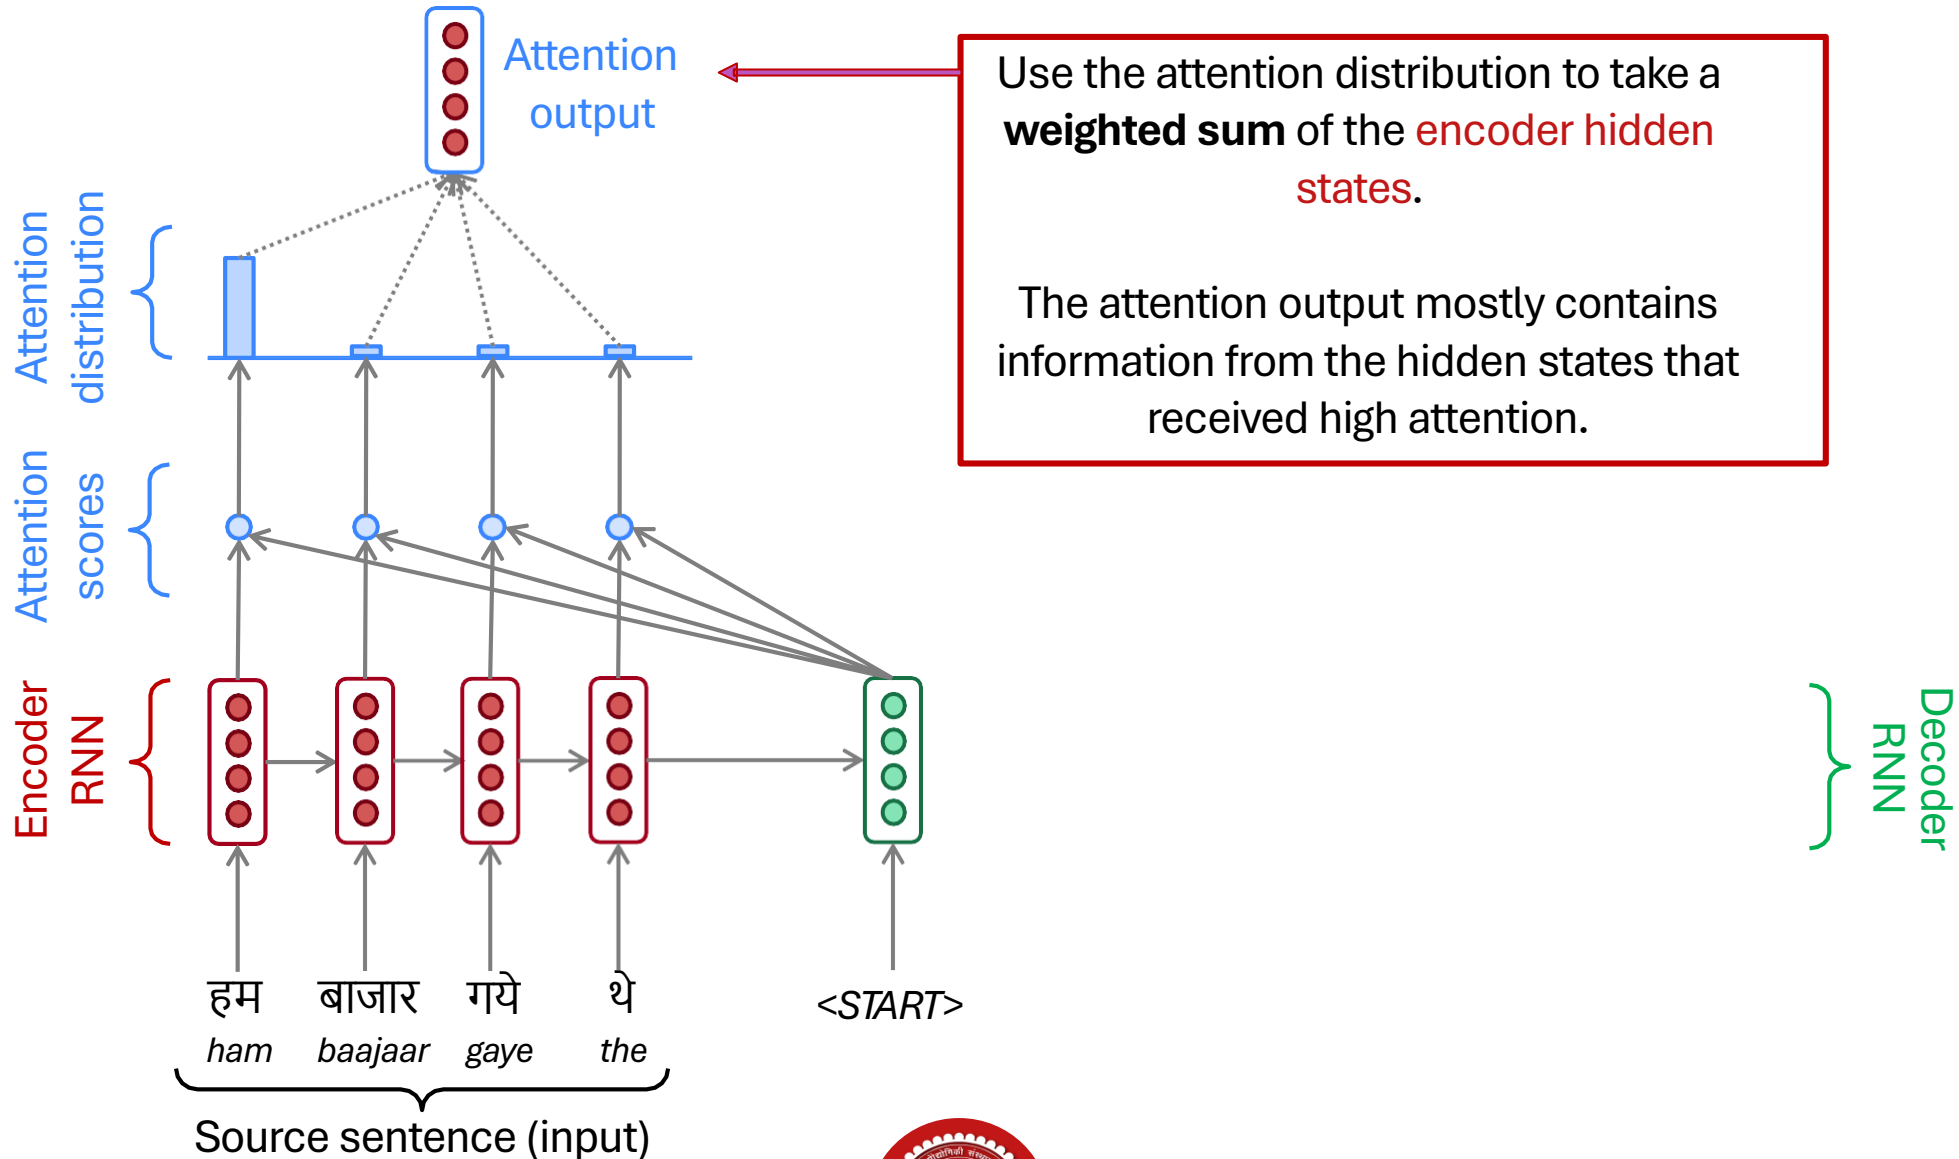 Attention
output
Use the attention distribution to take a
weighted sum of the encoder hidden
states.
The attention output mostly contains
information from the hidden states that
received high attention.
Attention
distribution
Attention
scores
Encoder
RNN
Decoder
RNN
हम बाजार गये थे
<START>
ham baajaar gaye the
Source sentence (input)